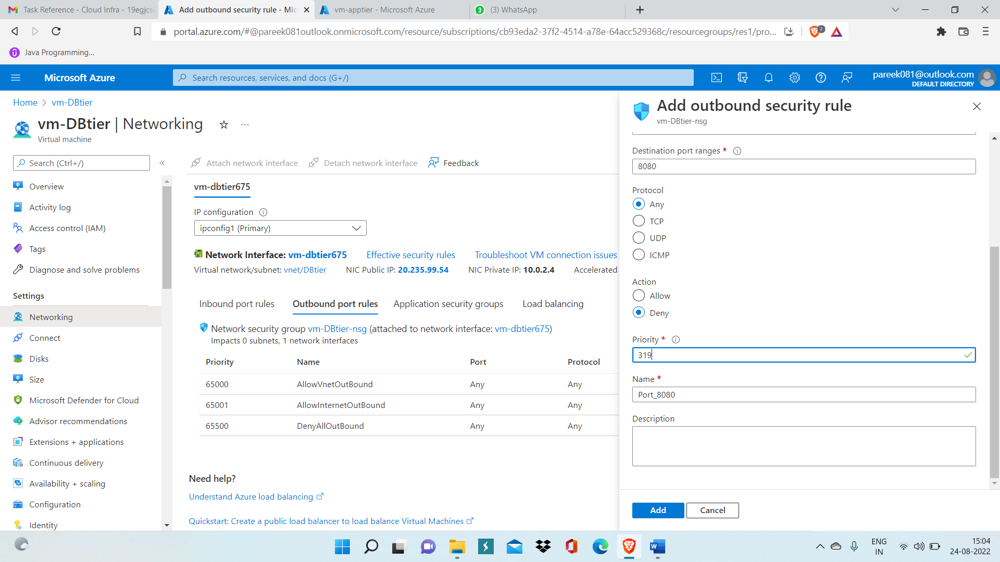 Task Reference - Cloud Infra - 19egjcs
Add outbound security rule - Mic
vm-apptier - Microsoft Azure
(3) WhatsApp
portal.azure.com/#@pareek081outlook.onmicrosoft.com/resource/subscriptions/cb93eda2-37f2-4514-a78e-64acc529368c/resourcegroups/res1/pro...
2
Java Programming...
Microsoft Azure
Search resources, services, and docs (G+/)
pareek081@outlook.com
DEFAULT DIRECTORY
Home > vm-DBtier
vm-DBtier | Networking
Virtual machine
Search (Ctrl+/)
Overview
Activity log
Access control (IAM)
Tags
Diagnose and solve problems
Settings
Networking
Connect
Disks
Size
Microsoft Defender for Cloud
Advisor recommendations
Extensions + applications
Continuous delivery
Availability + scaling
Configuration
Identity
Attach network interface
Detach network interface
Feedback
vm-dbtier675
IP configuration
ipconfig1 (Primary)
Network Interface: vm-dbtier675
Effective security rules
Troubleshoot VM connection issues
Virtual network/subnet: vnet/DBtier
NIC Public IP: 20.235.99.54
NIC Private IP: 10.0.2.4
Accelerated
Inbound port rules
Outbound port rules
Application security groups
Load balancing
Network security group vm-DBtier-nsg (attached to network interface: vm-dbtier675)
Impacts 0 subnets, 1 network interfaces
Priority Name Port Protocol
65000 AllowVnetOutBound Any Any
65001 AllowInternetOutBound Any Any
65500 DenyAllOutBound Any Any
Need help?
Understand Azure load balancing
Quickstart: Create a public load balancer to load balance Virtual Machines
Add outbound security rule
vm-DBtier-nsg
Destination port ranges *
8080
Protocol
Any
TCP
UDP
ICMP
Action
Allow
Deny
Priority *
319
Name *
Port_8080
Description
Add
Cancel
ENG
IN
15:04
24-08-2022